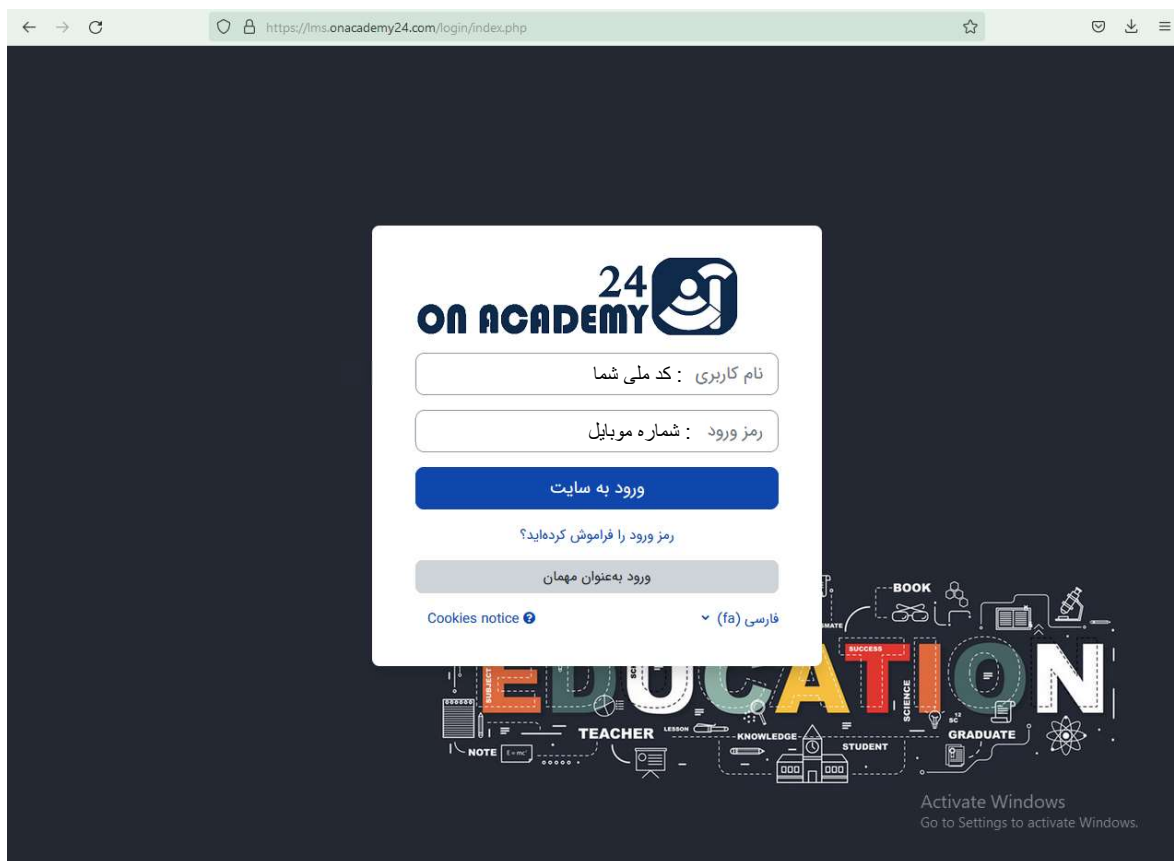 https://lms.onacademy24.com/login/index.php
24
ON ACADEMY
نام کاربری : کد ملی شما
رمز ورود : شماره موبایل
ورود به سایت
رمز ورود را فراموش کرده‌اید؟
ورود به‌عنوان مهمان
فارسی ‎(fa)‎
Cookies notice
BOOK
SUCCESS
EDUCATION
SUBJECT
SCIENCE
TEACHER
LESSON
KNOWLEDGE
STUDENT
GRADUATE
NOTE
E=mc²
Activate Windows
Go to Settings to activate Windows.